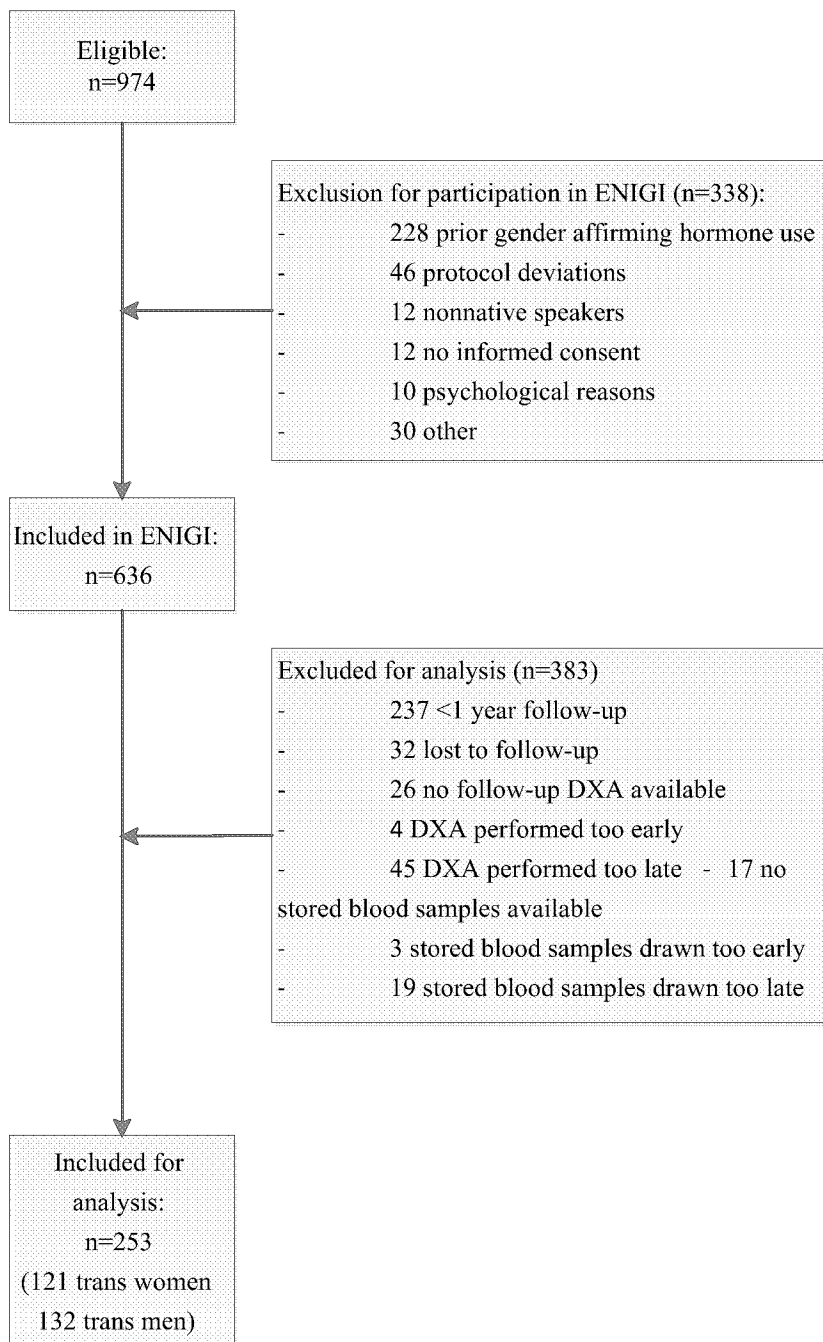 Eligible:
n=974
Exclusion for participation in ENIGI (n=338):
- 228 prior gender affirming hormone use
- 46 protocol deviations
- 12 nonnative speakers
- 12 no informed consent
- 10 psychological reasons
- 30 other
Included in ENIGI:
n=636
Excluded for analysis (n=383)
- 237 <1 year follow-up
- 32 lost to follow-up
- 26 no follow-up DXA available
- 4 DXA performed too early
- 45 DXA performed too late - 17 no
stored blood samples available
- 3 stored blood samples drawn too early
- 19 stored blood samples drawn too late
Included for
analysis:
n=253
(121 trans women
132 trans men)